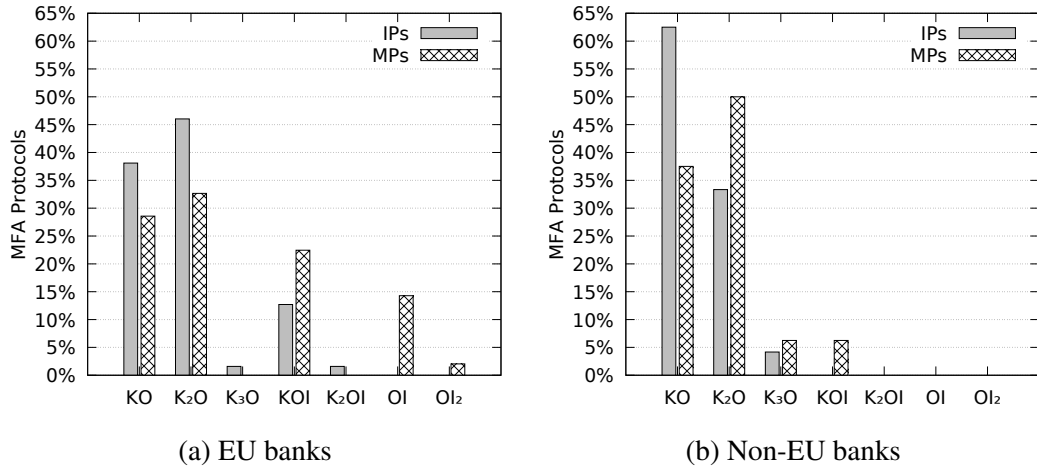 65%
60%
55%
50%
45%
40%
35%
30%
25%
20%
15%
10%
5%
0%
MFA Protocols
IPs
MPs
KO K₂O K₃O KOI K₂OI OI OI₂
(a) EU banks
65%
60%
55%
50%
45%
40%
35%
30%
25%
20%
15%
10%
5%
0%
MFA Protocols
IPs
MPs
KO K₂O K₃O KOI K₂OI OI OI₂
(b) Non-EU banks